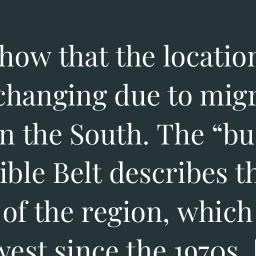 how that the location
changing due to migr
n the South. The “bu
ible Belt describes th
of the region, which
west since the 1970s.